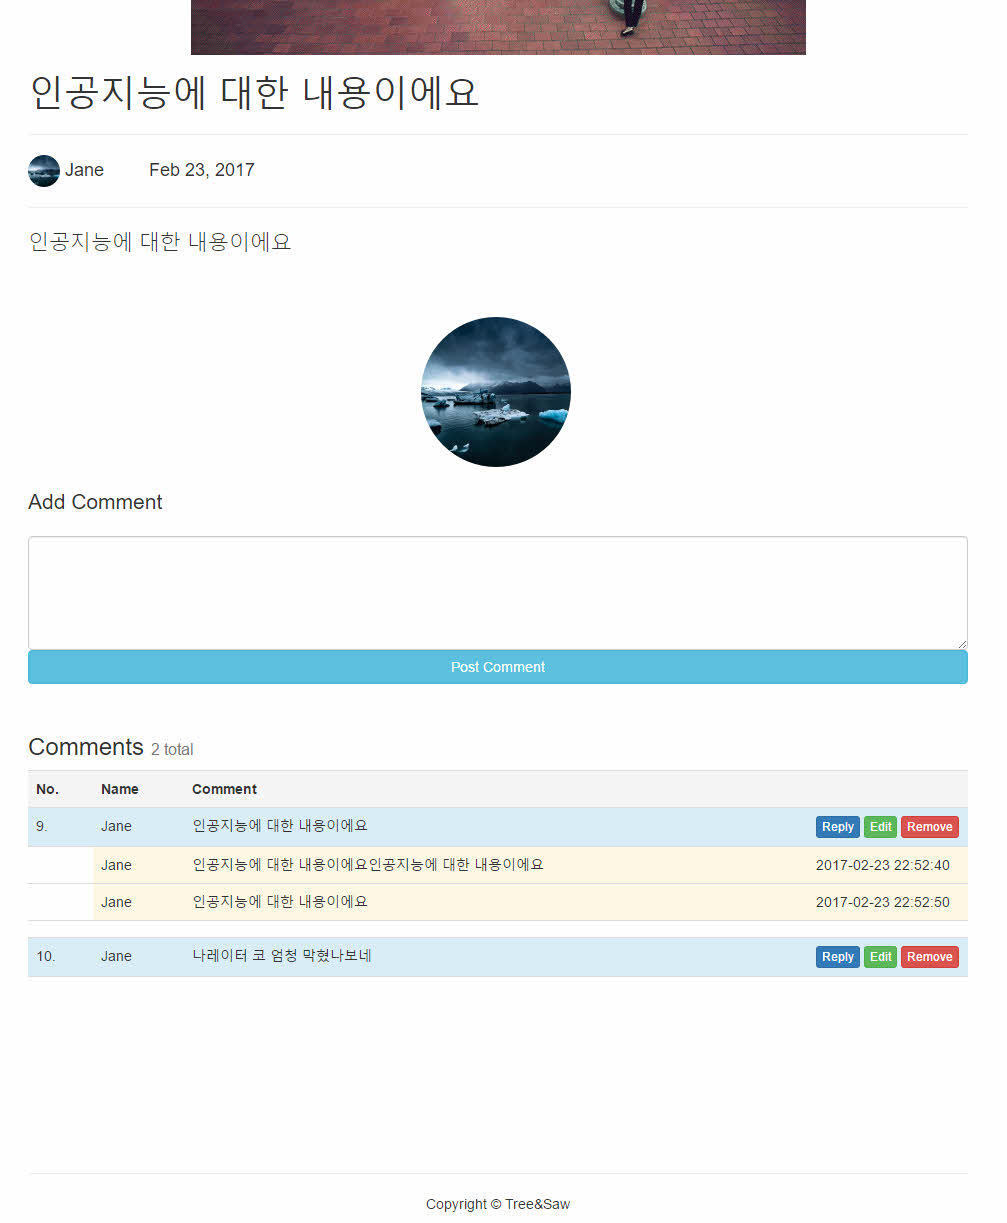 인공지능에 대한 내용이에요
Jane Feb 23, 2017
인공지능에 대한 내용이에요
Add Comment
Post Comment
Comments 2 total
No. Name Comment
9. Jane 인공지능에 대한 내용이에요 Reply Edit Remove
Jane 인공지능에 대한 내용이에요인공지능에 대한 내용이에요 2017-02-23 22:52:40
Jane 인공지능에 대한 내용이에요 2017-02-23 22:52:50
10. Jane 나레이터 코 엄청 막혔나보네 Reply Edit Remove
Copyright © Tree&Saw